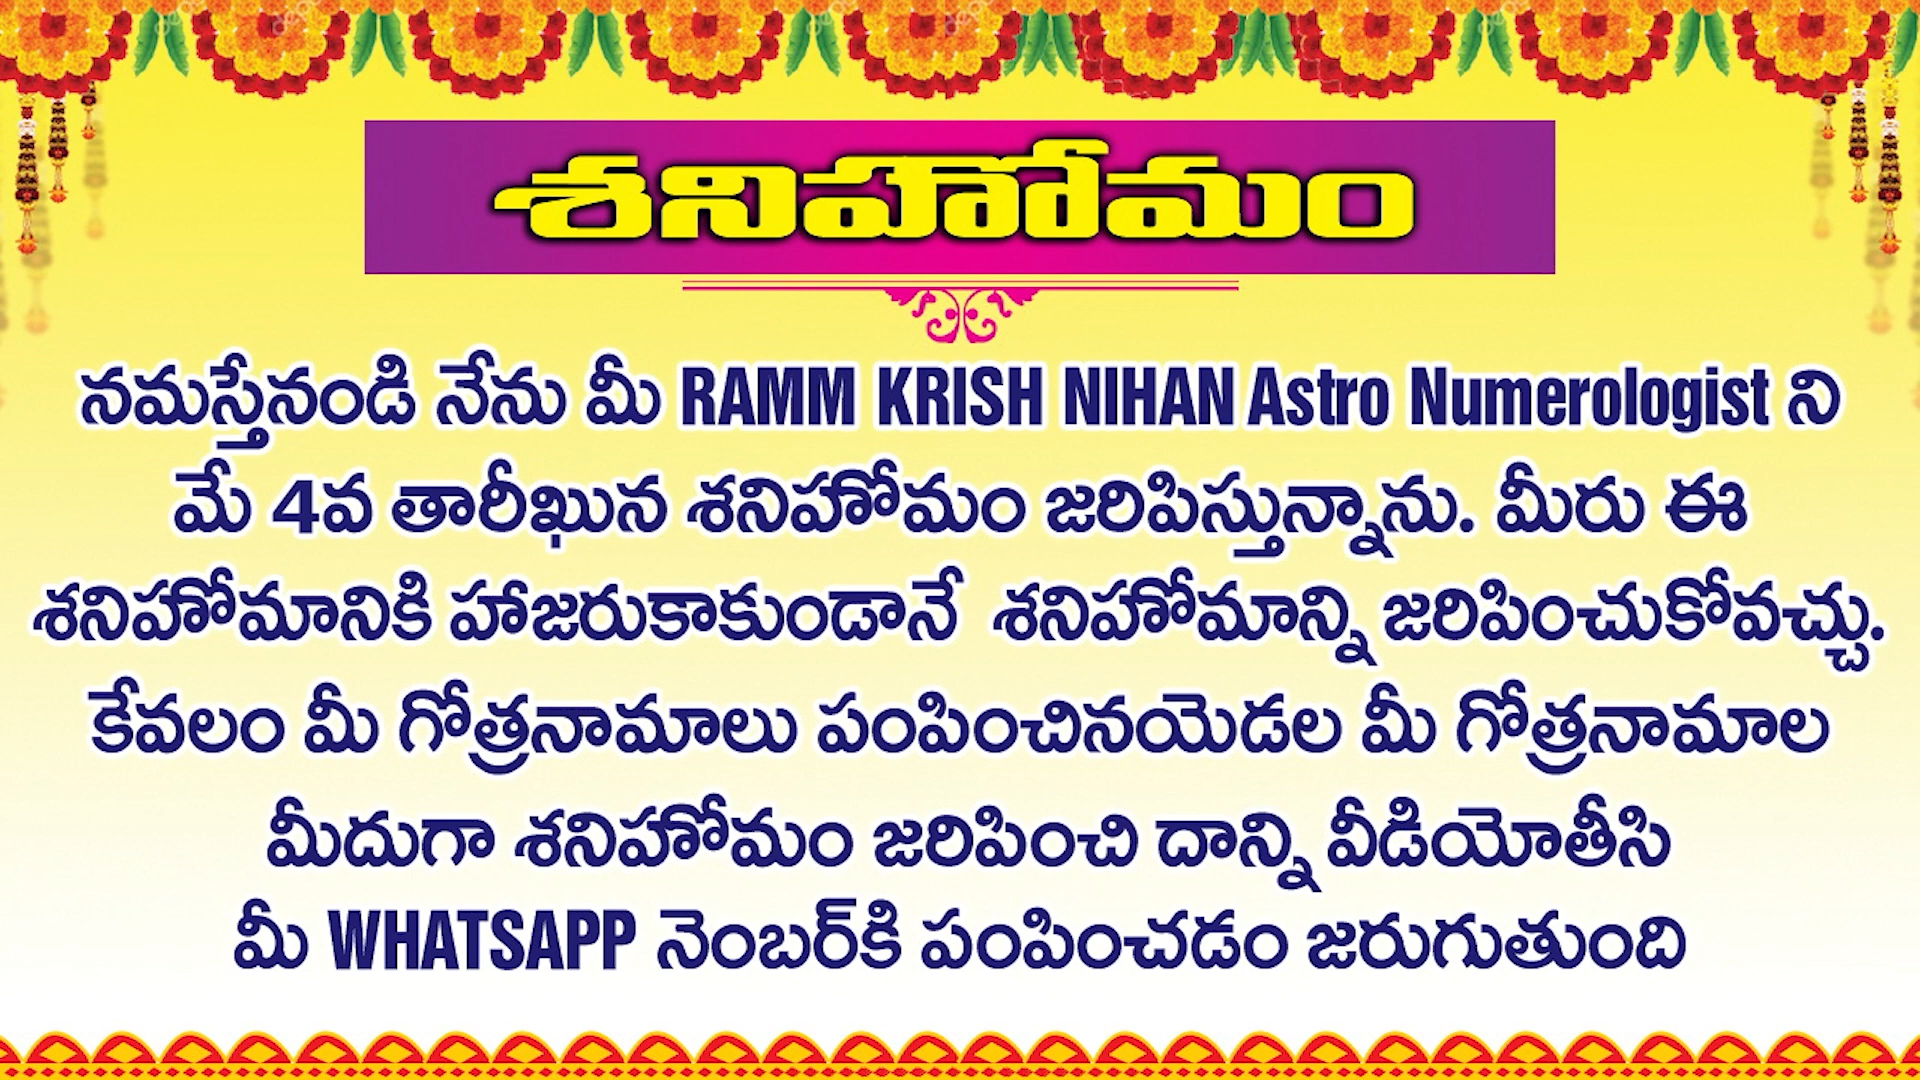 శనిహోమం
నమస్తేనండి నేను మీ RAMM KRISH NIHAN Astro Numerologist ని
మే 4వ తారీఖున శనిహోమం జరిపిస్తున్నాను. మీరు ఈ
శనిహోమానికి హాజరుకాకుండానే శనిహోమాన్ని జరిపించుకోవచ్చు.
కేవలం మీ గోత్రనామాలు పంపించినయెడల మీ గోత్రనామాల
మీదుగా శనిహోమం జరిపించి దాన్ని వీడియోతీసి
మీ WHATSAPP నెంబర్‌కి పంపించడం జరుగుతుంది